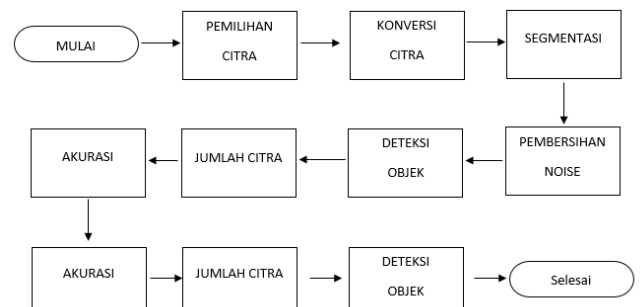 MULAI
PEMILIHAN
CITRA
KONVERSI
CITRA
SEGMENTASI
PEMBERSIHAN
NOISE
DETEKSI
OBJEK
JUMLAH CITRA
AKURASI
AKURASI
JUMLAH CITRA
DETEKSI
OBJEK
Selesai